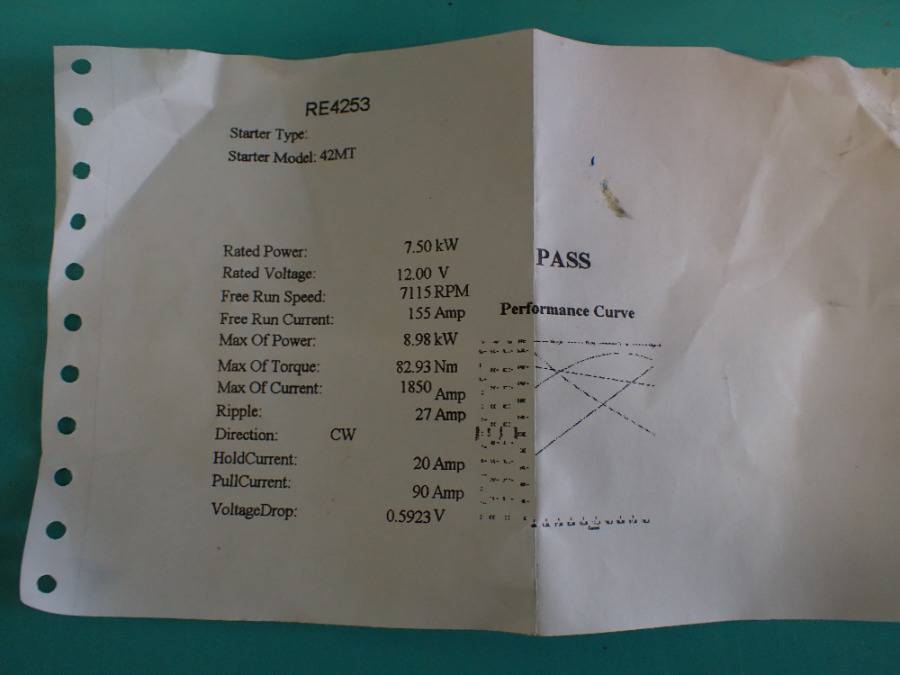 RE4253
Starter Type:
Starter Model: 42MT
Rated Power: 7.50 kW
Rated Voltage: 12.00 V
Free Run Speed: 7115 RPM
Free Run Current: 155 Amp
Max Of Power: 8.98 kW
Max Of Torque: 82.93 Nm
Max Of Current: 1850 Amp
Ripple: 27 Amp
Direction: CW
HoldCurrent: 20 Amp
PullCurrent: 90 Amp
VoltageDrop: 0.5923 V
PASS
Performance Curve